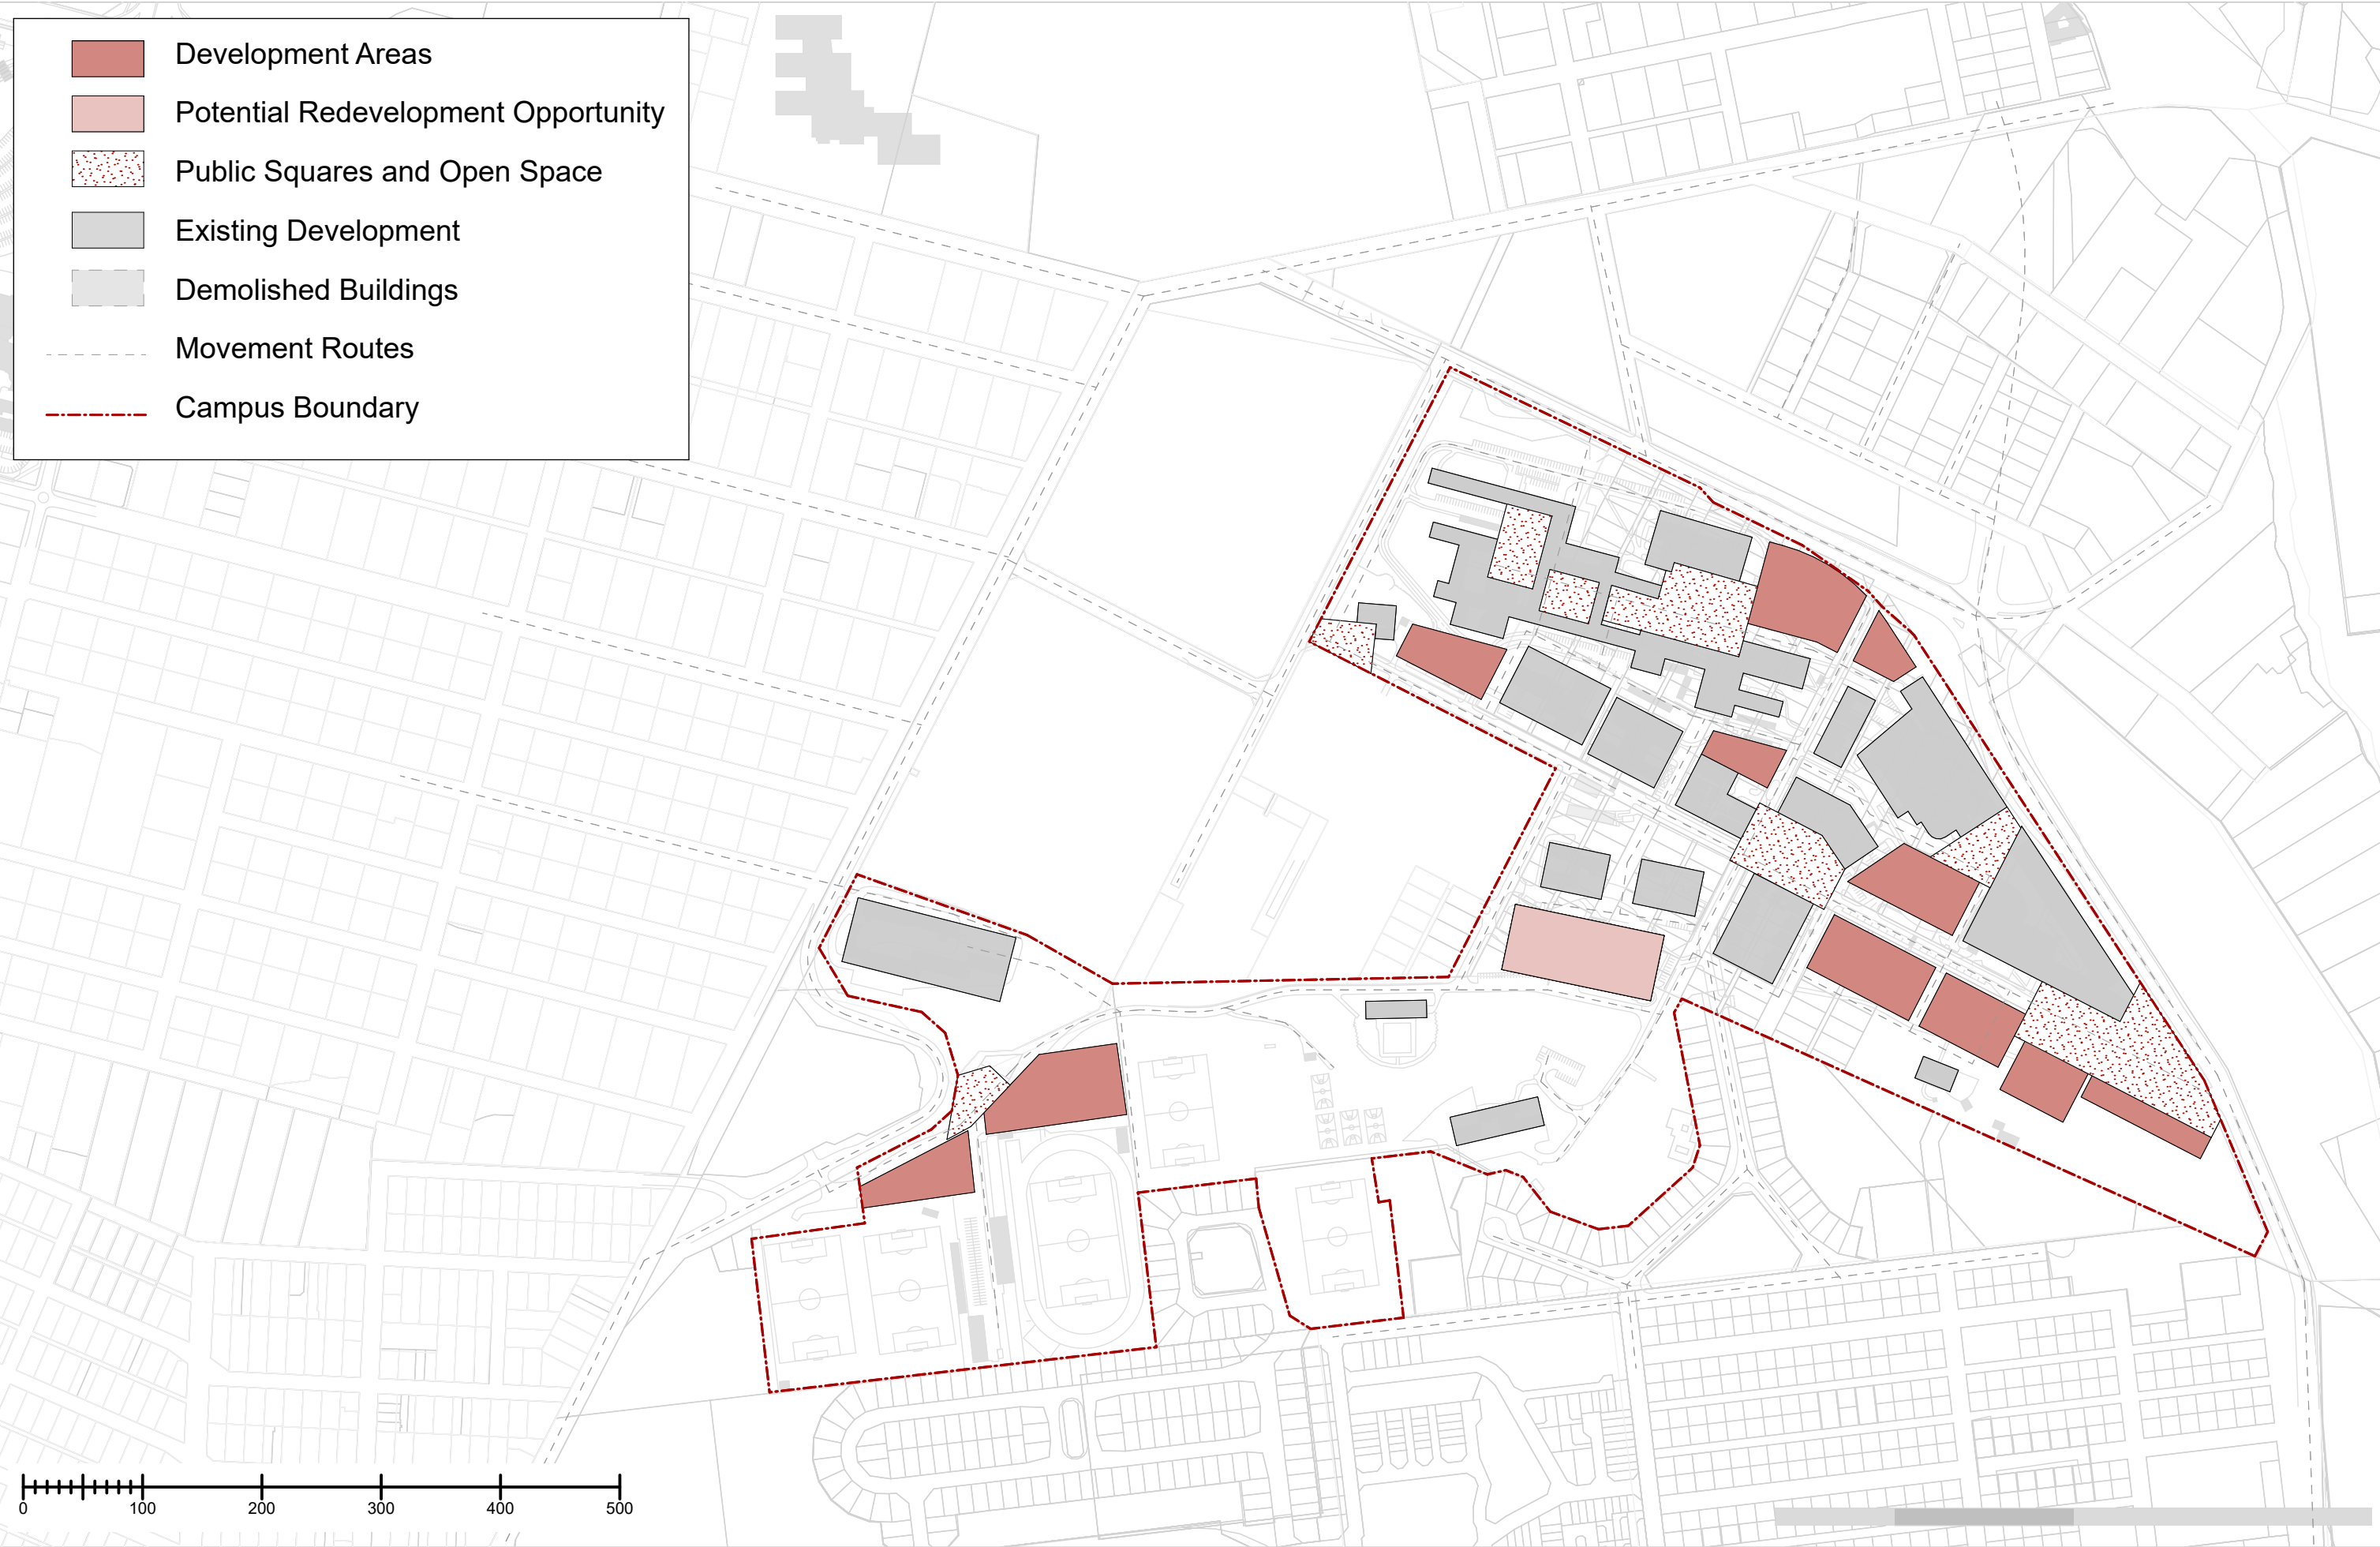 Development Areas
Potential Redevelopment Opportunity
Public Squares and Open Space
Existing Development
Demolished Buildings
Movement Routes
Campus Boundary
0 100 200 300 400 500